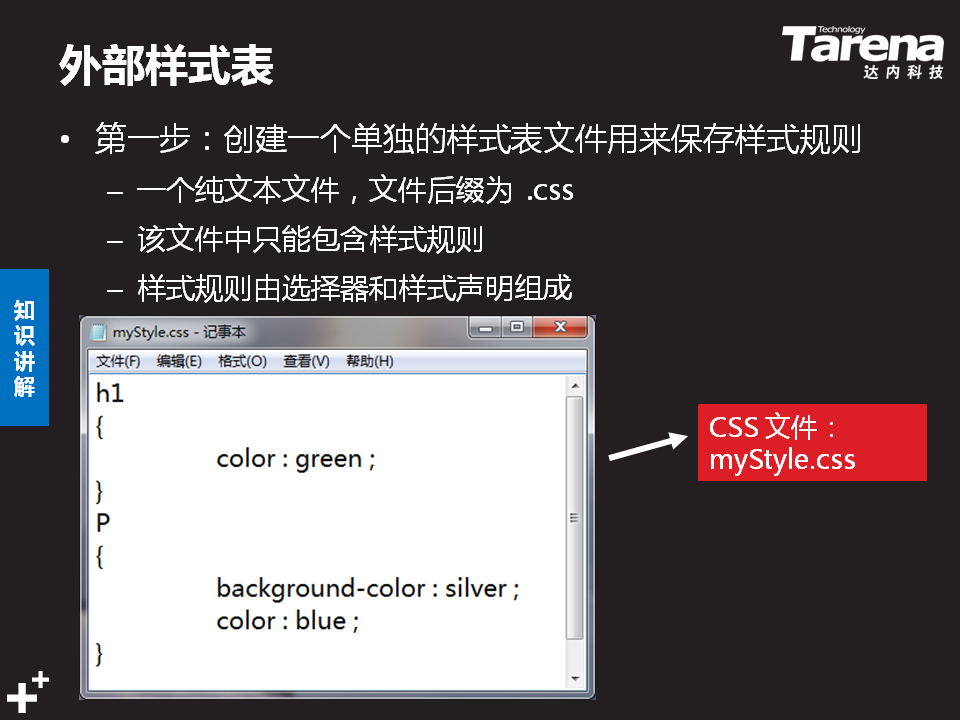 外部样式表
Technology
Tarena
达内科技
• 第一步：创建一个单独的样式表文件用来保存样式规则
– 一个纯文本文件，文件后缀为 .css
– 该文件中只能包含样式规则
– 样式规则由选择器和样式声明组成
知识讲解
myStyle.css - 记事本
文件(F) 编辑(E) 格式(O) 查看(V) 帮助(H)
h1
{
color : green ;
}
P
{
background-color : silver ;
color : blue ;
}
CSS 文件：
myStyle.css